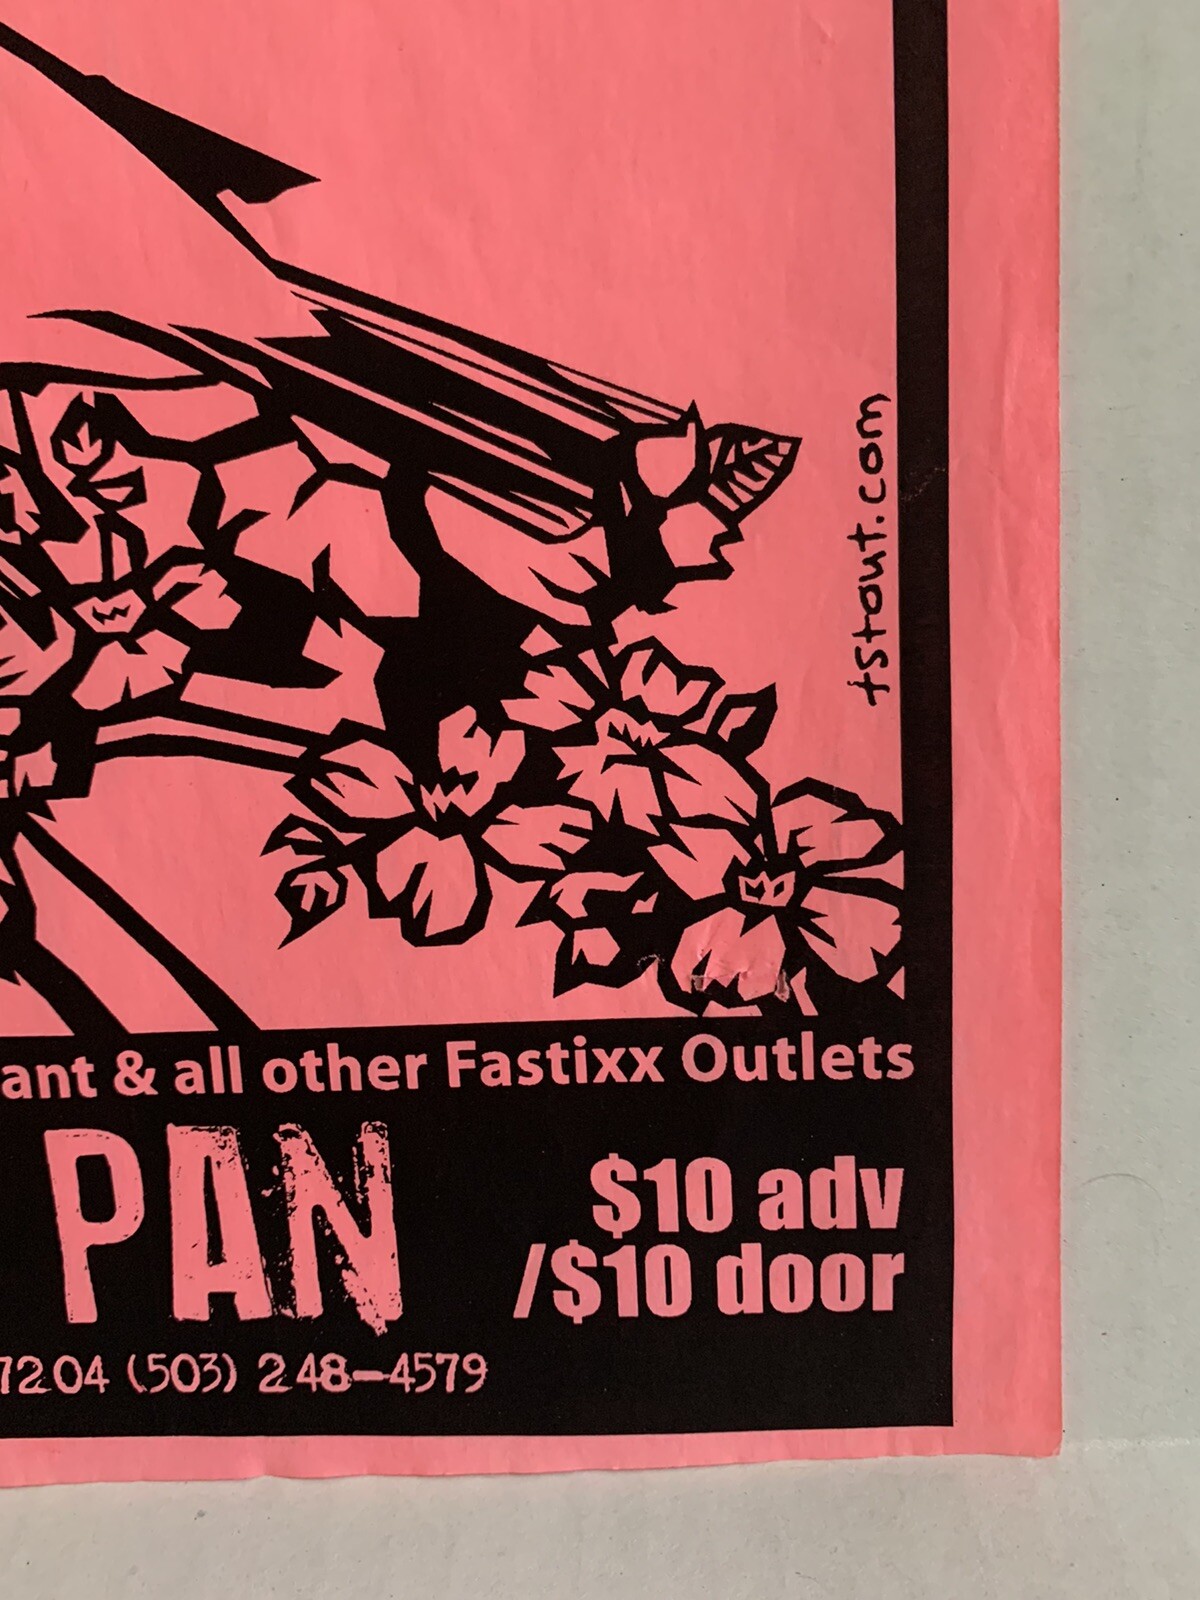 tstout.com
ant & all other Fastixx Outlets
PAN
$10 adv
/$10 door
7204 (503) 248-4579